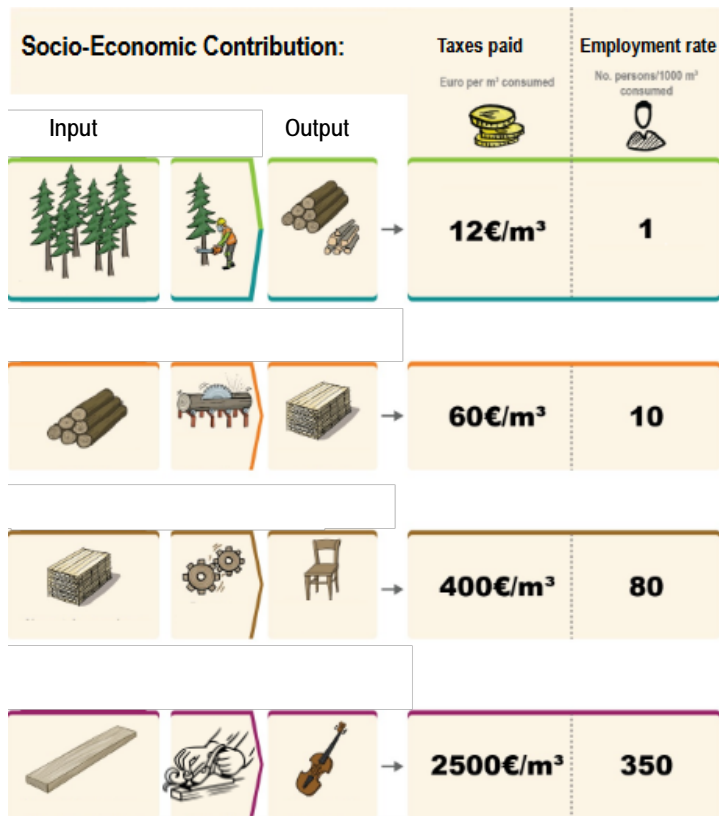 Socio-Economic Contribution:
Taxes paid
Employment rate
Euro per m³ consumed
No. persons/1000 m³
consumed
Input
Output
12€/m³
1
60€/m³
10
400€/m³
80
2500€/m³
350